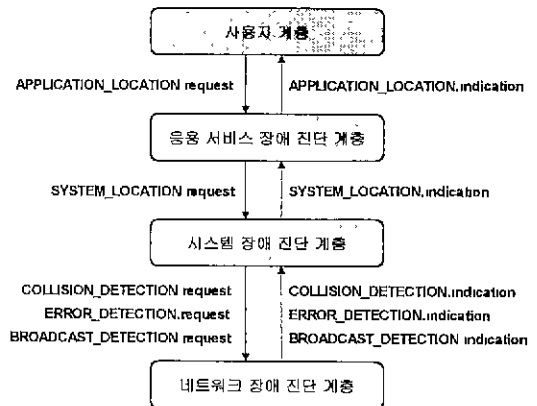 사용자 계층
APPLICATION_LOCATION request
APPLICATION_LOCATION.indication
응용 서비스 장애 진단 계층
SYSTEM_LOCATION request
SYSTEM_LOCATION.indication
시스템 장애 진단 계층
COLLISION_DETECTION request
COLLISION_DETECTION.indication
ERROR_DETECTION.request
ERROR_DETECTION.indication
BROADCAST_DETECTION request
BROADCAST_DETECTION indication
네트워크 장애 진단 계층